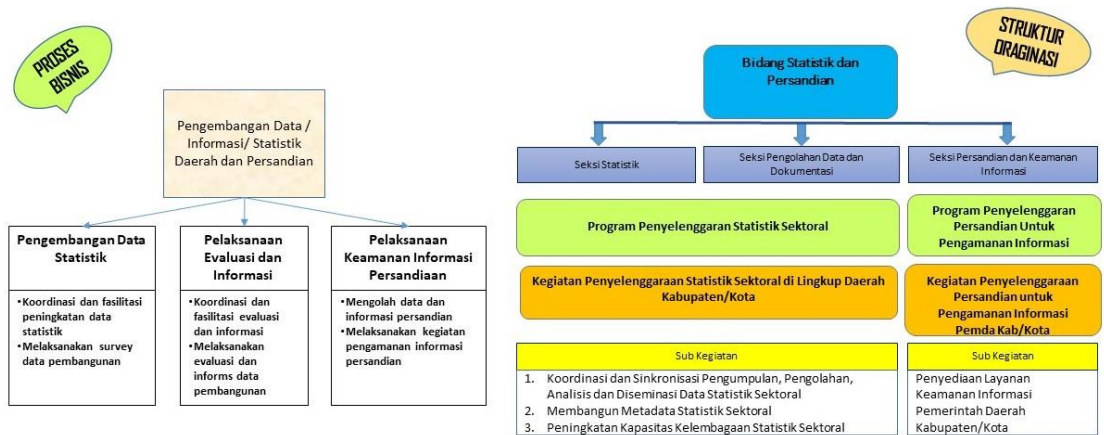 PROSES
BISNIS
Pengembangan Data /
Informasi/ Statistik
Daerah dan Persandian
Pengembangan Data
Statistik
•Koordinasi dan fasilitasi
peningkatan data
statistik
•Melaksanakan survey
data pembangunan
Pelaksanaan
Evaluasi dan
Informasi
•Koordinasi dan
fasilitasi evaluasi
dan informasi
•Melaksanakan
evaluasi dan
informs data
pembangunan
Pelaksanaan
Keamanan Informasi
Persandiaan
•Mengolah data dan
informasi persandian
•Melaksanakan kegiatan
pengamanan informasi
persandian
STRUKTUR
ORAGINASI
Bidang Statistik dan
Persandian
Seksi Statistik
Seksi Pengolahan Data dan
Dokumentasi
Seksi Persandian dan Keamanan
Informasi
Program Penyelenggaran Statistik Sektoral
Program Penyelenggaran
Persandian Untuk
Pengamanan Informasi
Kegiatan Penyelenggaraan Statistik Sektoral di Lingkup Daerah
Kabupaten/Kota
Kegiatan Penyelenggaraan
Persandian untuk
Pengamanan Informasi
Pemda Kab/Kota
Sub Kegiatan
1. Koordinasi dan Sinkronisasi Pengumpulan, Pengolahan,
Analisis dan Diseminasi Data Statistik Sektoral
2. Membangun Metadata Statistik Sektoral
3. Peningkatan Kapasitas Kelembagaan Statistik Sektoral
Sub Kegiatan
Penyediaan Layanan
Keamanan Informasi
Pemerintah Daerah
Kabupaten/Kota